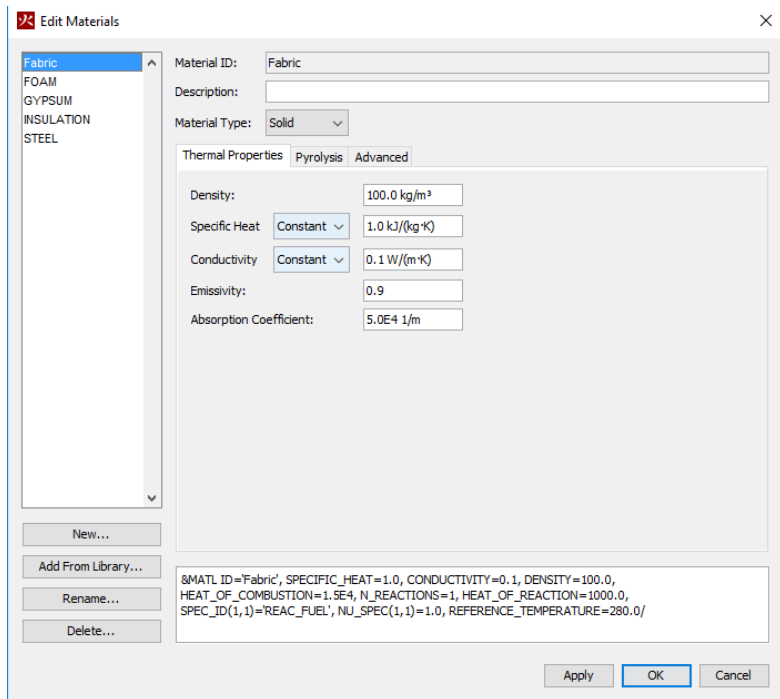 火 Edit Materials
Fabric
FOAM
GYPSUM
INSULATION
STEEL
Material ID: Fabric
Description:
Material Type: Solid
Thermal Properties Pyrolysis Advanced
Density: 100.0 kg/m³
Specific Heat Constant 1.0 kJ/(kg·K)
Conductivity Constant 0.1 W/(m·K)
Emissivity: 0.9
Absorption Coefficient: 5.0E4 1/m
New...
Add From Library...
Rename...
Delete...
&MATL ID='Fabric', SPECIFIC_HEAT=1.0, CONDUCTIVITY=0.1, DENSITY=100.0,
HEAT_OF_COMBUSTION=1.5E4, N_REACTIONS=1, HEAT_OF_REACTION=1000.0,
SPEC_ID(1,1)='REAC_FUEL', NU_SPEC(1,1)=1.0, REFERENCE_TEMPERATURE=280.0/
Apply OK Cancel